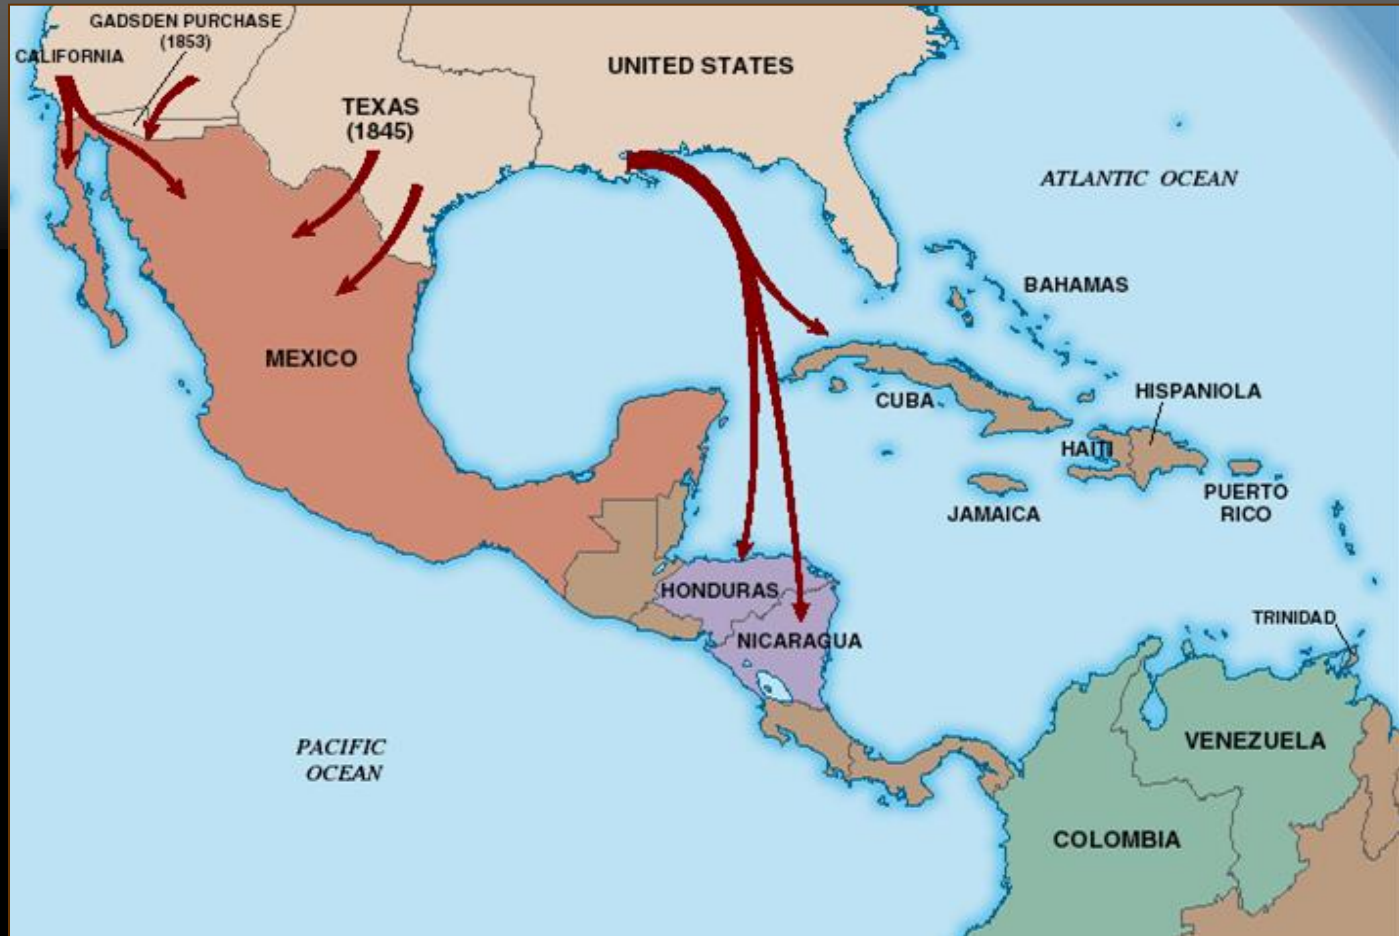 GADSDEN PURCHASE
(1853)
CALIFORNIA
UNITED STATES
TEXAS
(1845)
ATLANTIC OCEAN
BAHAMAS
MEXICO
HISPANIOLA
CUBA
HAITI
PUERTO
RICO
JAMAICA
HONDURAS
TRINIDAD
NICARAGUA
PACIFIC
OCEAN
VENEZUELA
COLOMBIA